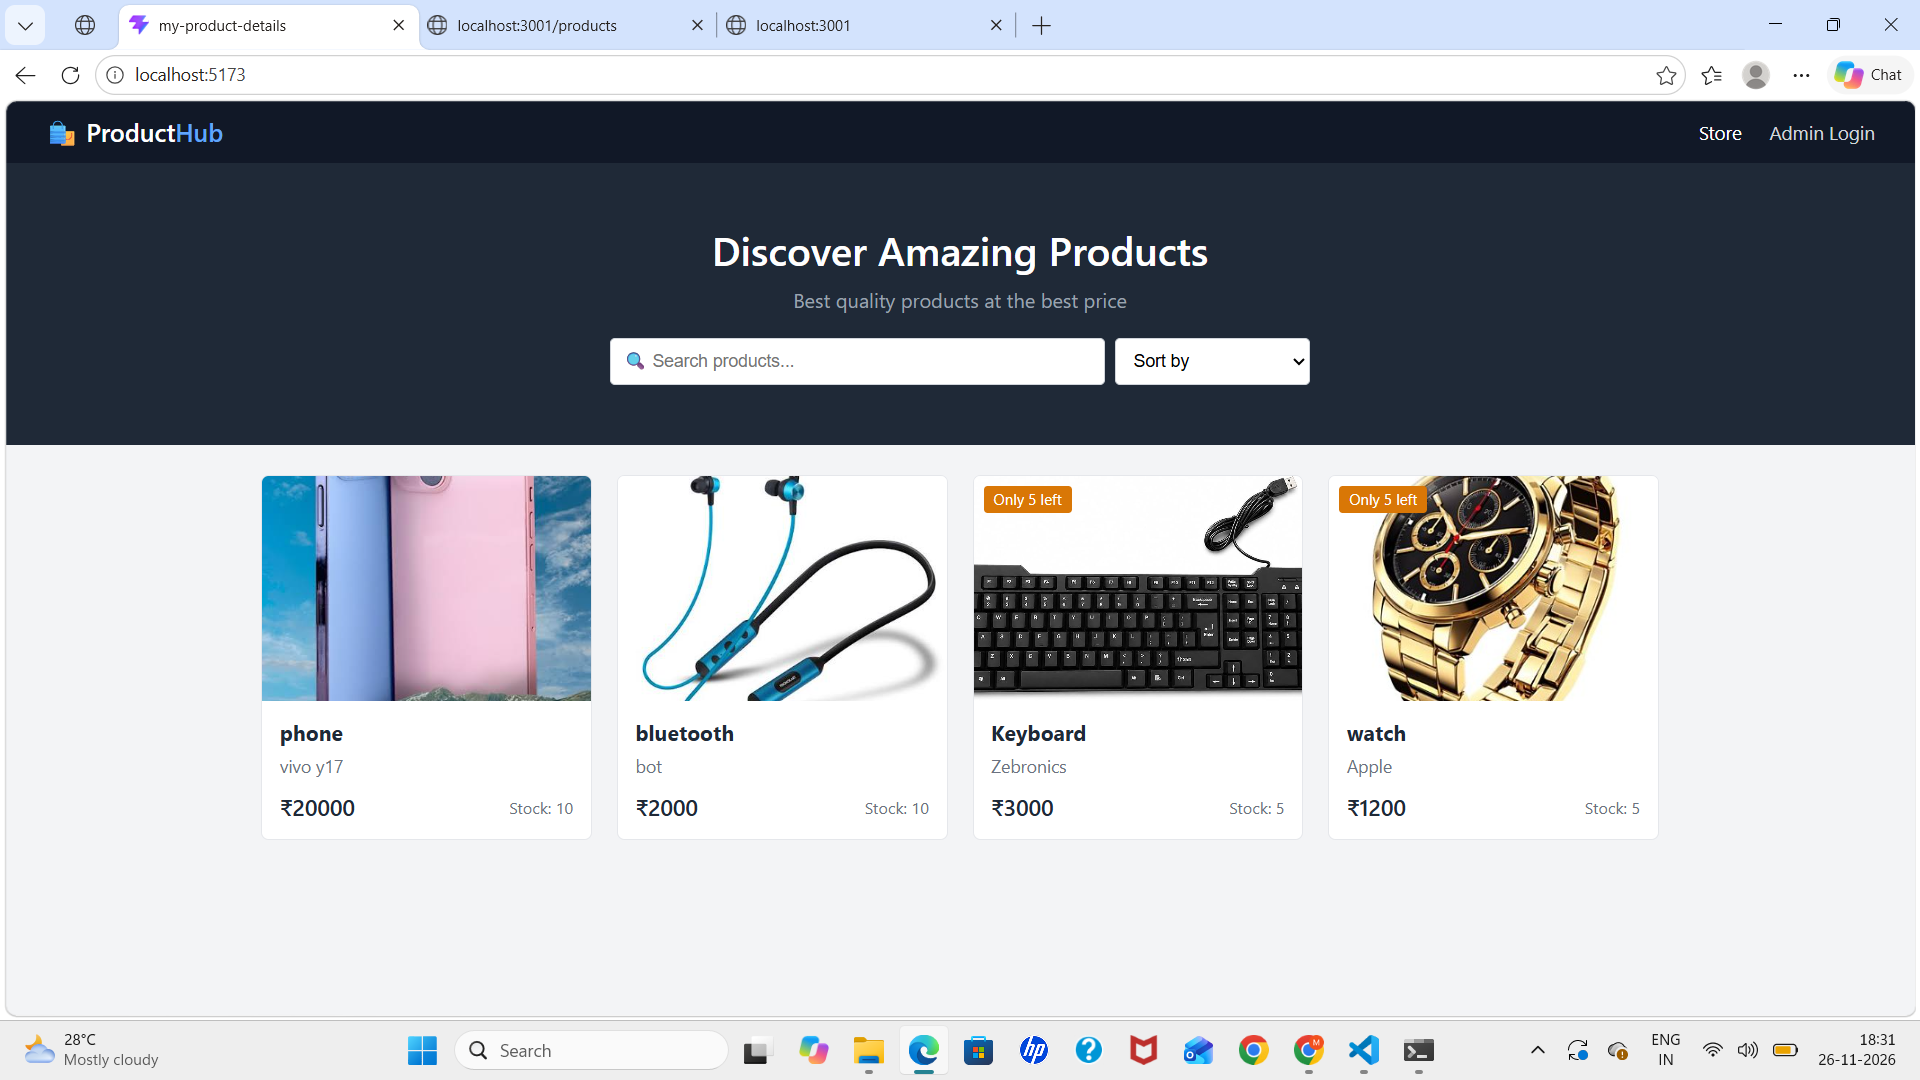 my-product-details
localhost:3001/products
localhost:3001
localhost:5173
Chat
ProductHub
Store
Admin Login
Discover Amazing Products
Best quality products at the best price
🔍 Search products...
Sort by
Only 5 left
Only 5 left
phone
vivo y17
₹20000
Stock: 10
bluetooth
bot
₹2000
Stock: 10
Keyboard
Zebronics
₹3000
Stock: 5
watch
Apple
₹1200
Stock: 5
28°C
Mostly cloudy
Search
ENG
IN
18:31
26-11-2026